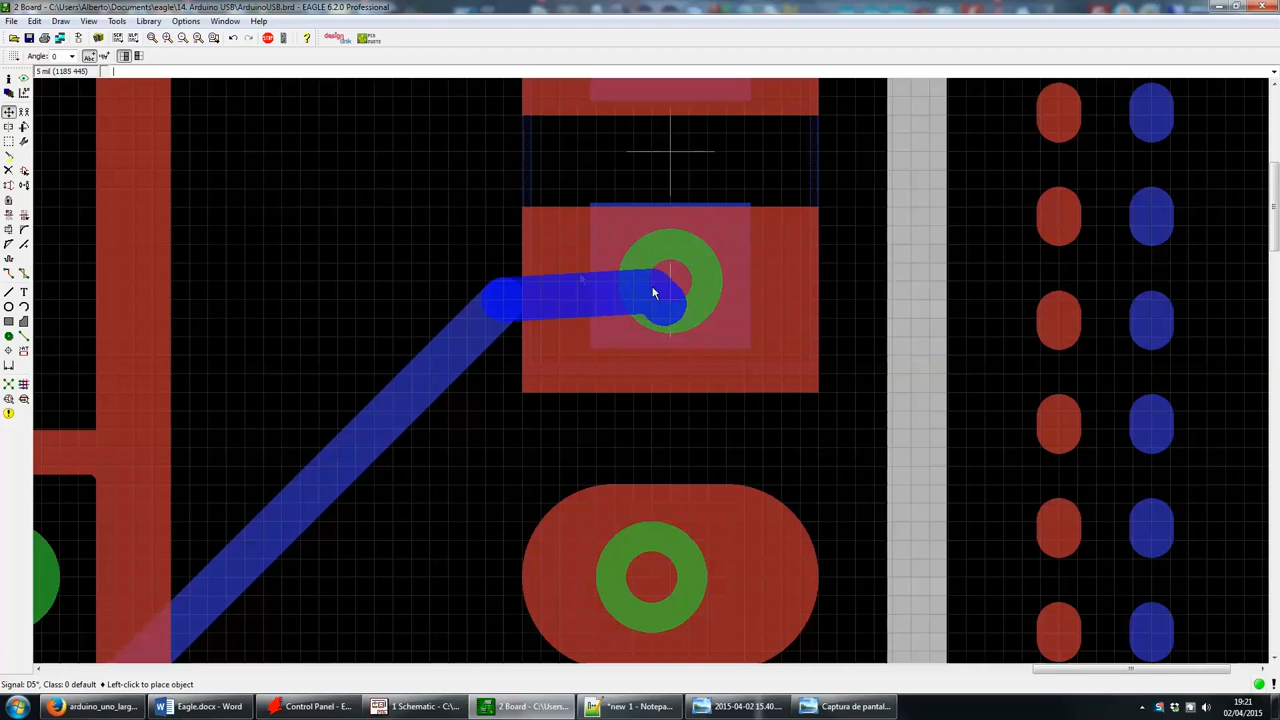 2 Board - C:\Users\Alberto\Documents\eagle\14. Arduino USB\ArduinoUSB.brd - EAGLE 6.2.0 Professional
File Edit Draw View Tools Library Options Window Help
Angle: 0
5 mil (1185 445)
Signal: D5*, Class: 0 default ♦ Left-click to place object
arduino_uno_larg...
Eagle.docx - Word
Control Panel - E...
1 Schematic - C:\...
2 Board - C:\Users...
*new 1 - Notepa...
2015-04-02 15.40....
Captura de pantal...
19:21
02/04/2015